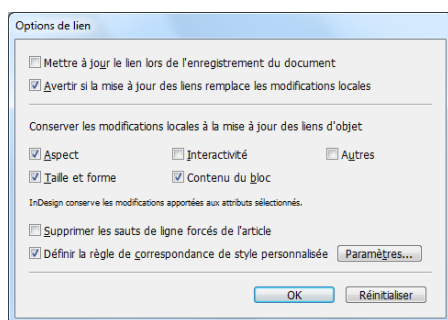 Options de lien
Mettre à jour le lien lors de l'enregistrement du document
Avertir si la mise à jour des liens remplace les modifications locales
Conserver les modifications locales à la mise à jour des liens d'objet
Aspect Interactivité Autres
Taille et forme Contenu du bloc
InDesign conserve les modifications apportées aux attributs sélectionnés.
Supprimer les sauts de ligne forcés de l'article
Définir la règle de correspondance de style personnalisée Paramètres...
OK Réinitialiser